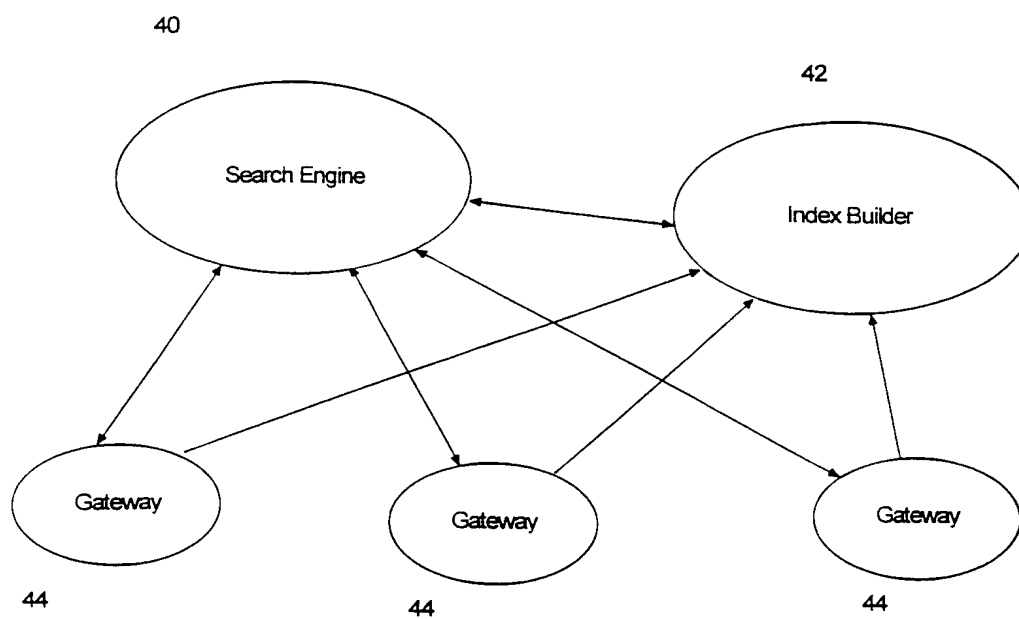 40
42
Search Engine
Index Builder
Gateway
Gateway
Gateway
44
44
44